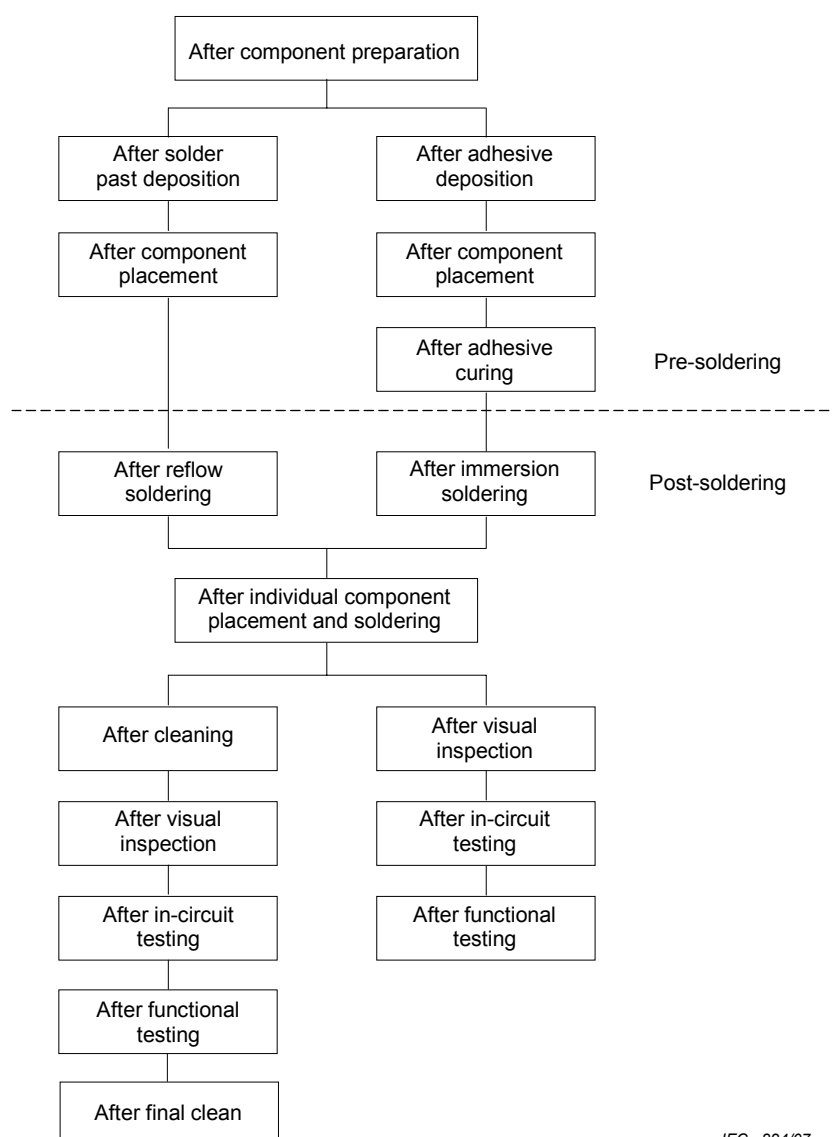 After component preparation
After solder
past deposition
After adhesive
deposition
After component
placement
After component
placement
After adhesive
curing
Pre-soldering
After reflow
soldering
After immersion
soldering
Post-soldering
After individual component
placement and soldering
After cleaning
After visual
inspection
After visual
inspection
After in-circuit
testing
After in-circuit
testing
After functional
testing
After functional
testing
After final clean